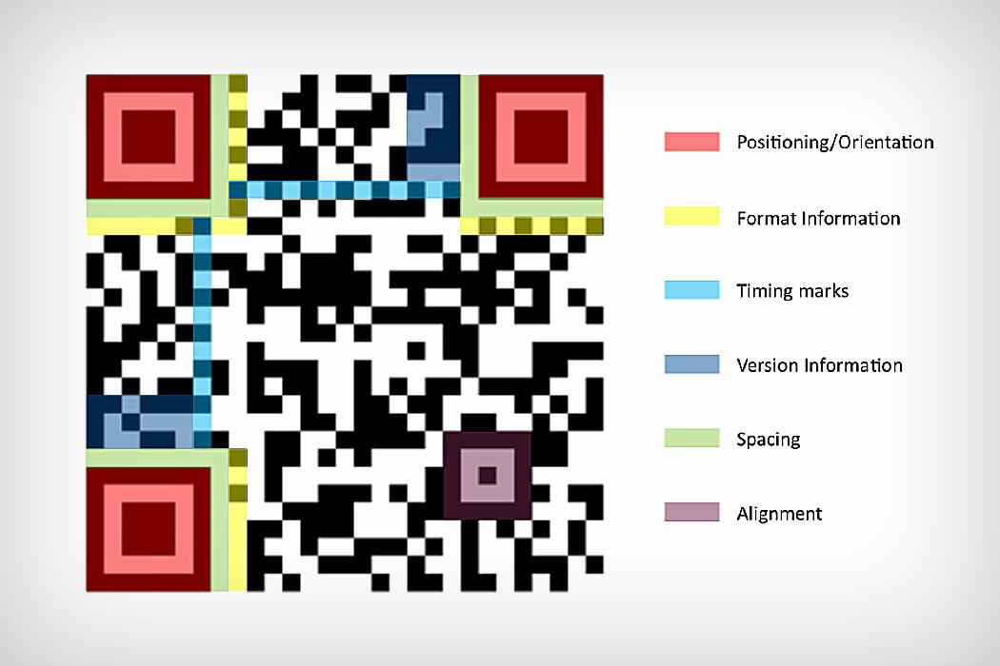 Positioning/Orientation
Format Information
Timing marks
Version Information
Spacing
Alignment